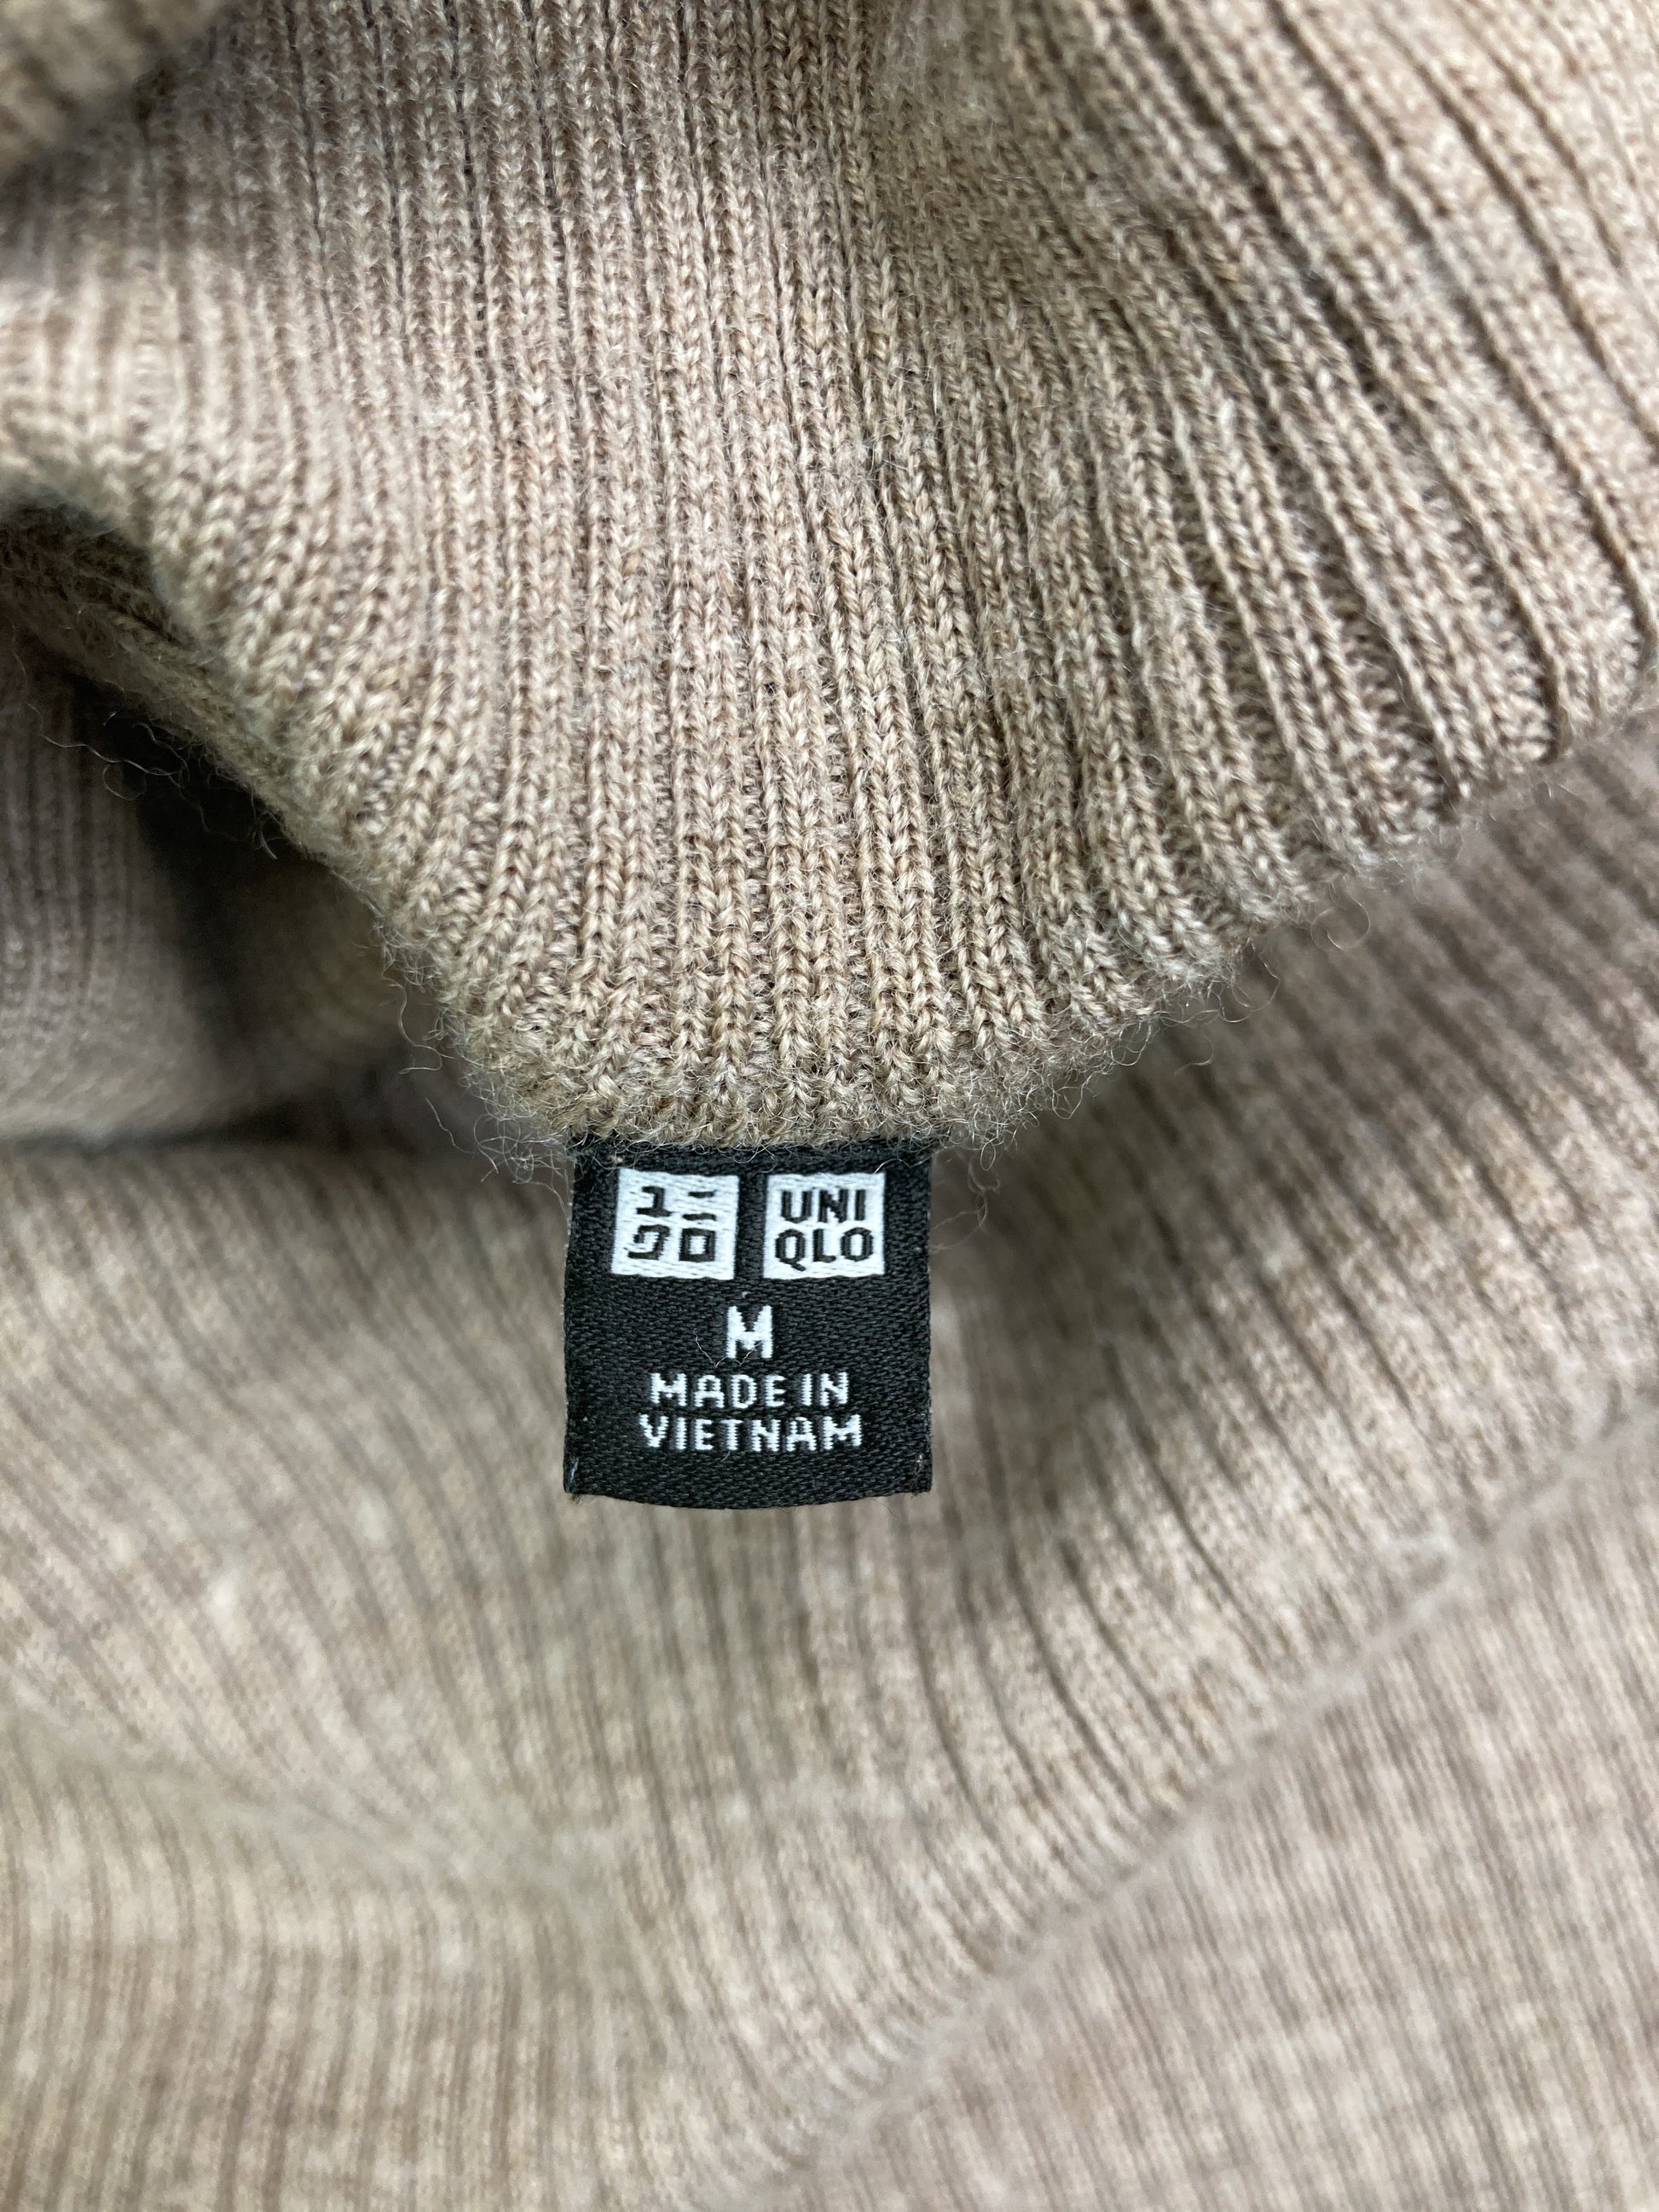 ユニ
クロ
UNI
QLO
M
MADE IN
VIETNAM